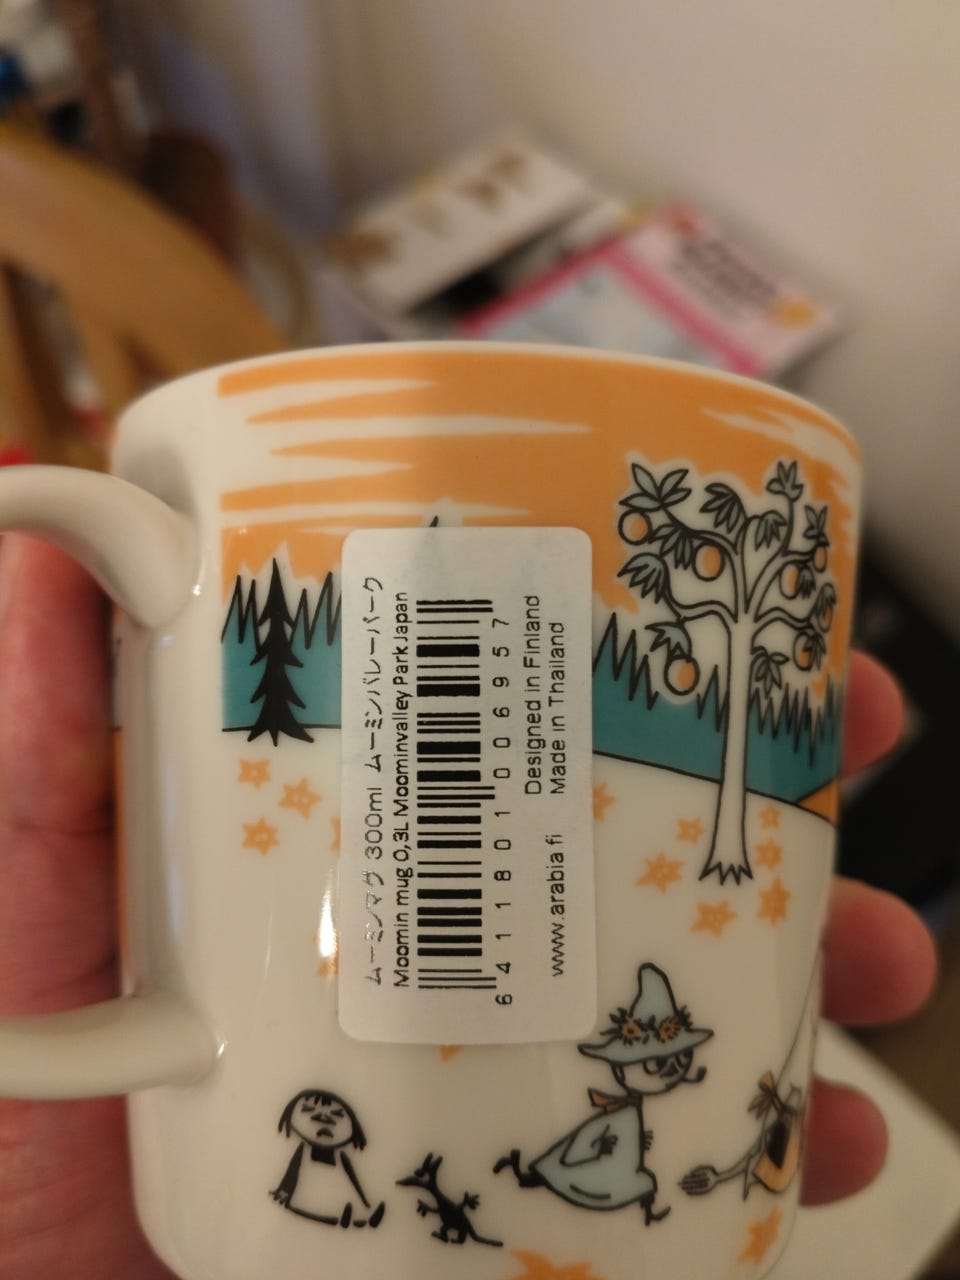 ムーミンマグ 300ml ムーミンバレーパーク
Moomin mug 0,3L Moominvalley Park Japan
6 411801 006957
Designed in Finland
www.arabia.fi Made in Thailand